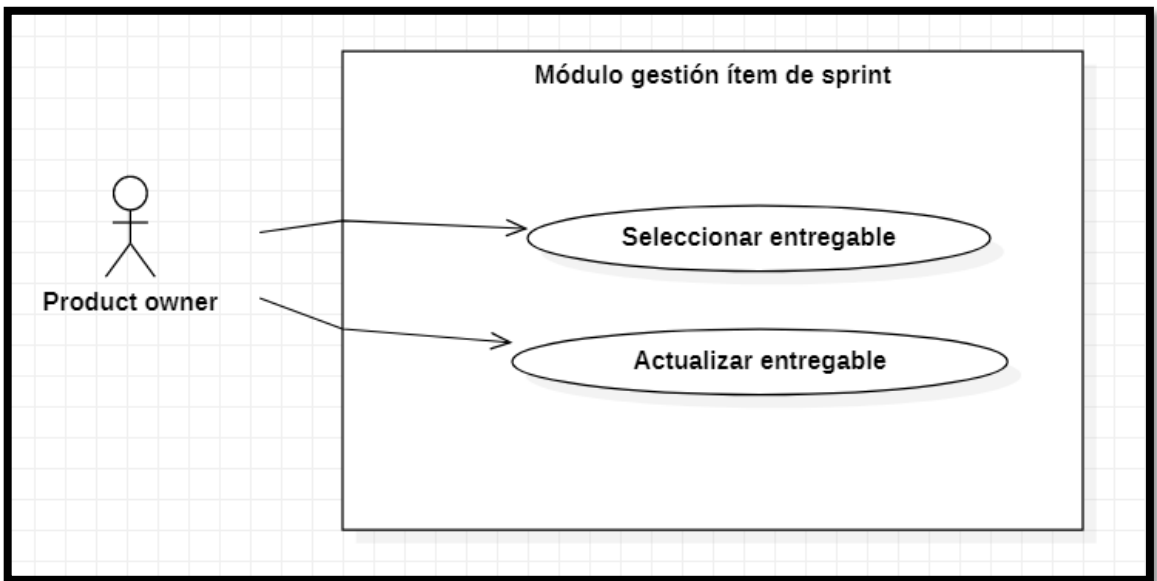 Módulo gestión ítem de sprint
Seleccionar entregable
Product owner
Actualizar entregable